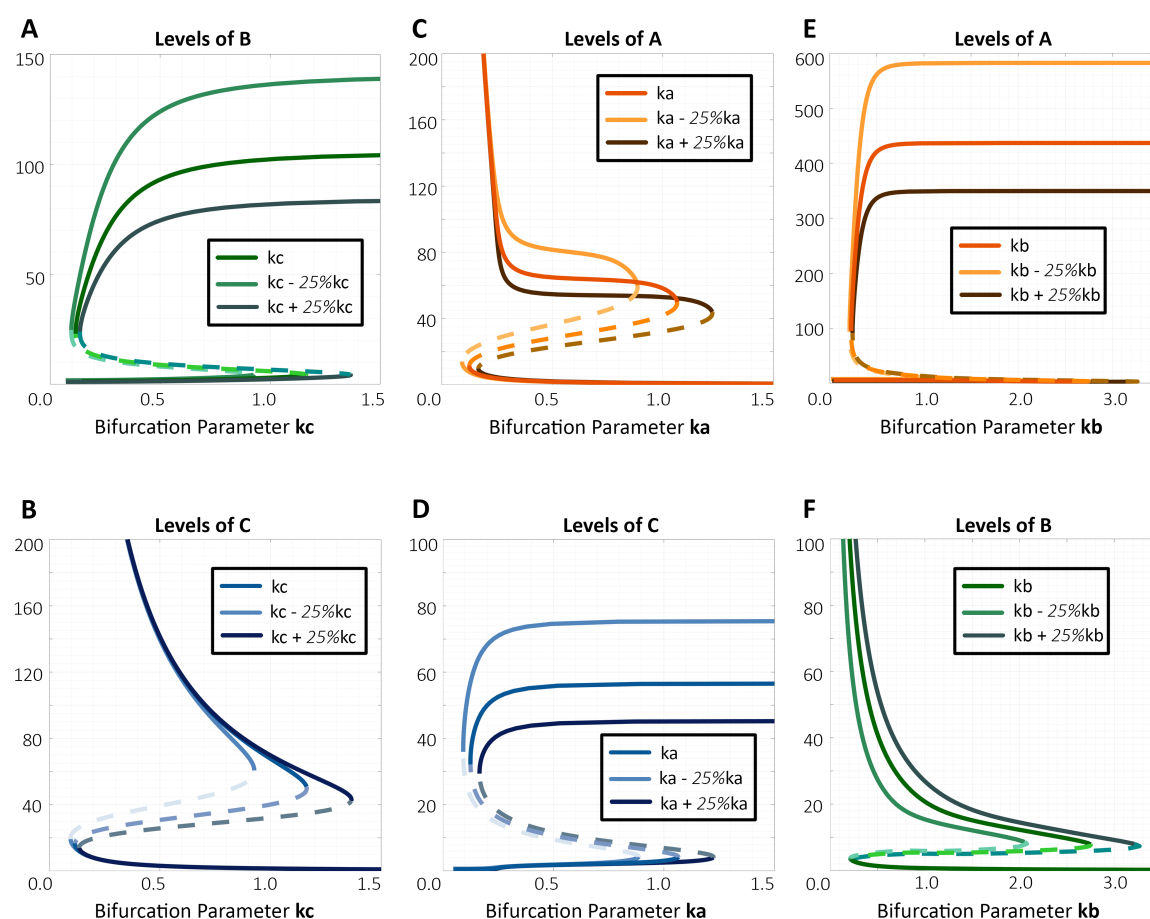 A
Levels of B
150
100
50
kc
kc - 25%kc
kc + 25%kc
0.0
0.5
1.0
1.5
Bifurcation Parameter kc
C
Levels of A
200
160
120
80
40
ka
ka - 25%ka
ka + 25%ka
0.0
0.5
1.0
1.5
Bifurcation Parameter ka
E
Levels of A
600
500
400
300
200
100
kb
kb - 25%kb
kb + 25%kb
0.0
1.0
2.0
3.0
Bifurcation Parameter kb
B
Levels of C
200
160
120
80
40
kc
kc - 25%kc
kc + 25%kc
0.0
0.5
1.0
1.5
Bifurcation Parameter kc
D
Levels of C
100
80
60
40
20
ka
ka - 25%ka
ka + 25%ka
0.0
0.5
1.0
1.5
Bifurcation Parameter ka
F
Levels of B
100
80
60
40
20
kb
kb - 25%kb
kb + 25%kb
0.0
1.0
2.0
3.0
Bifurcation Parameter kb